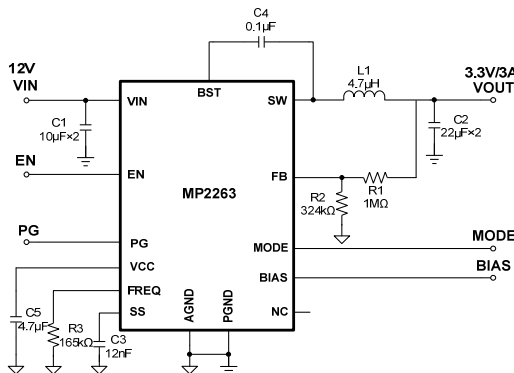 C4
0.1µF
12V
VIN
BST
L1
4.7µH
3.3V/3A
VOUT
VIN
SW
C1
10µF×2
C2
22µF×2
EN
EN
MP2263
FB
R1
1MΩ
R2
324kΩ
PG
PG
MODE
MODE
VCC
BIAS
BIAS
FREQ
SS
AGND
PGND
NC
C5
4.7µF
R3
165kΩ
C3
12nF